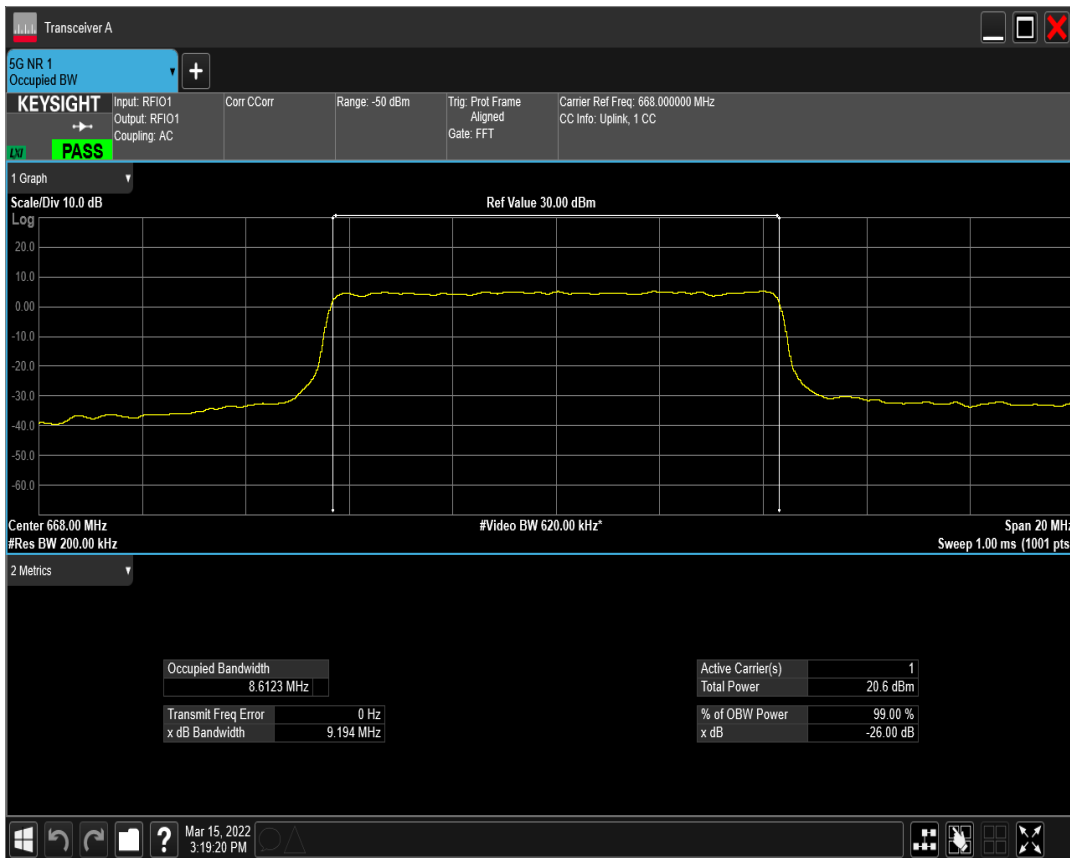 Transceiver A
5G NR 1
Occupied BW
+
KEYSIGHT
LXI
PASS
Input: RFIO1
Output: RFIO1
Coupling: AC
Corr CCorr
Range: -50 dBm
Trig: Prot Frame
Aligned
Gate: FFT
Carrier Ref Freq: 668.000000 MHz
CC Info: Uplink, 1 CC
1 Graph
Scale/Div 10.0 dB
Ref Value 30.00 dBm
Log
20.0
10.0
0.00
-10.0
-20.0
-30.0
-40.0
-50.0
-60.0
Center 668.00 MHz
#Video BW 620.00 kHz*
Span 20 MHz
#Res BW 200.00 kHz
Sweep 1.00 ms (1001 pts
2 Metrics
Occupied Bandwidth
8.6123 MHz
Transmit Freq Error 0 Hz
x dB Bandwidth 9.194 MHz
Active Carrier(s) 1
Total Power 20.6 dBm
% of OBW Power 99.00 %
x dB -26.00 dB
?
Mar 15, 2022
3:19:20 PM